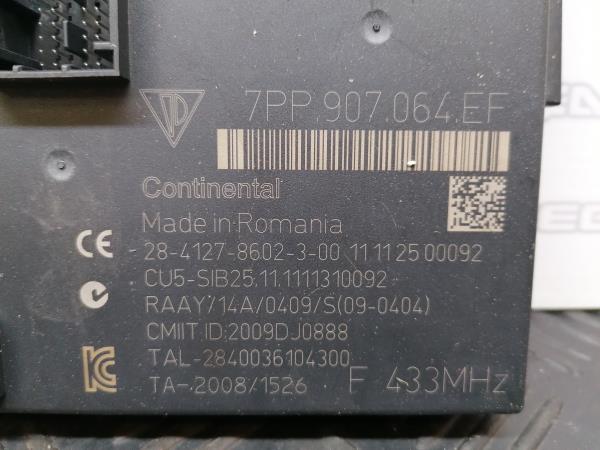 7PP.907.064.EF
Continental
Made in Romania
28-4127-8602-3-00 11 11 25 00092
CU5-SIB25.11.1111310092
RAAY/14A/0409/S(09-0404)
CMIIT ID:2009DJ0888
TAL-2840036104300
TA-2008/1526 F 433MHz